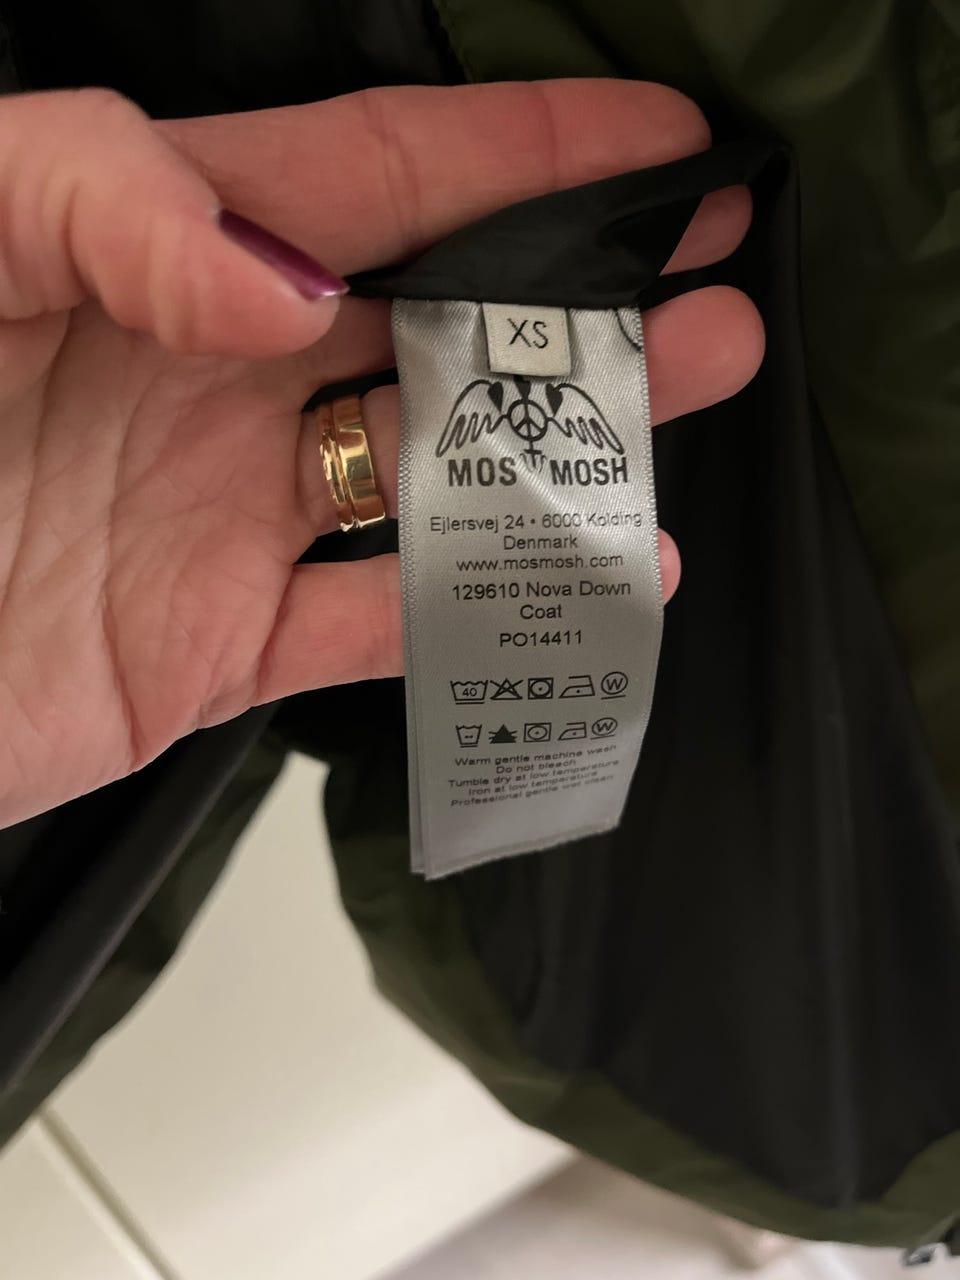 XS
MOS MOSH
Ejlersvej 24 • 6000 Kolding
Denmark
www.mosmosh.com
129610 Nova Down
Coat
PO14411
40 W
W
Warm gentle machine wash
Do not bleach
Tumble dry at low temperature
Iron at low temperature
Professional gentle wet clean